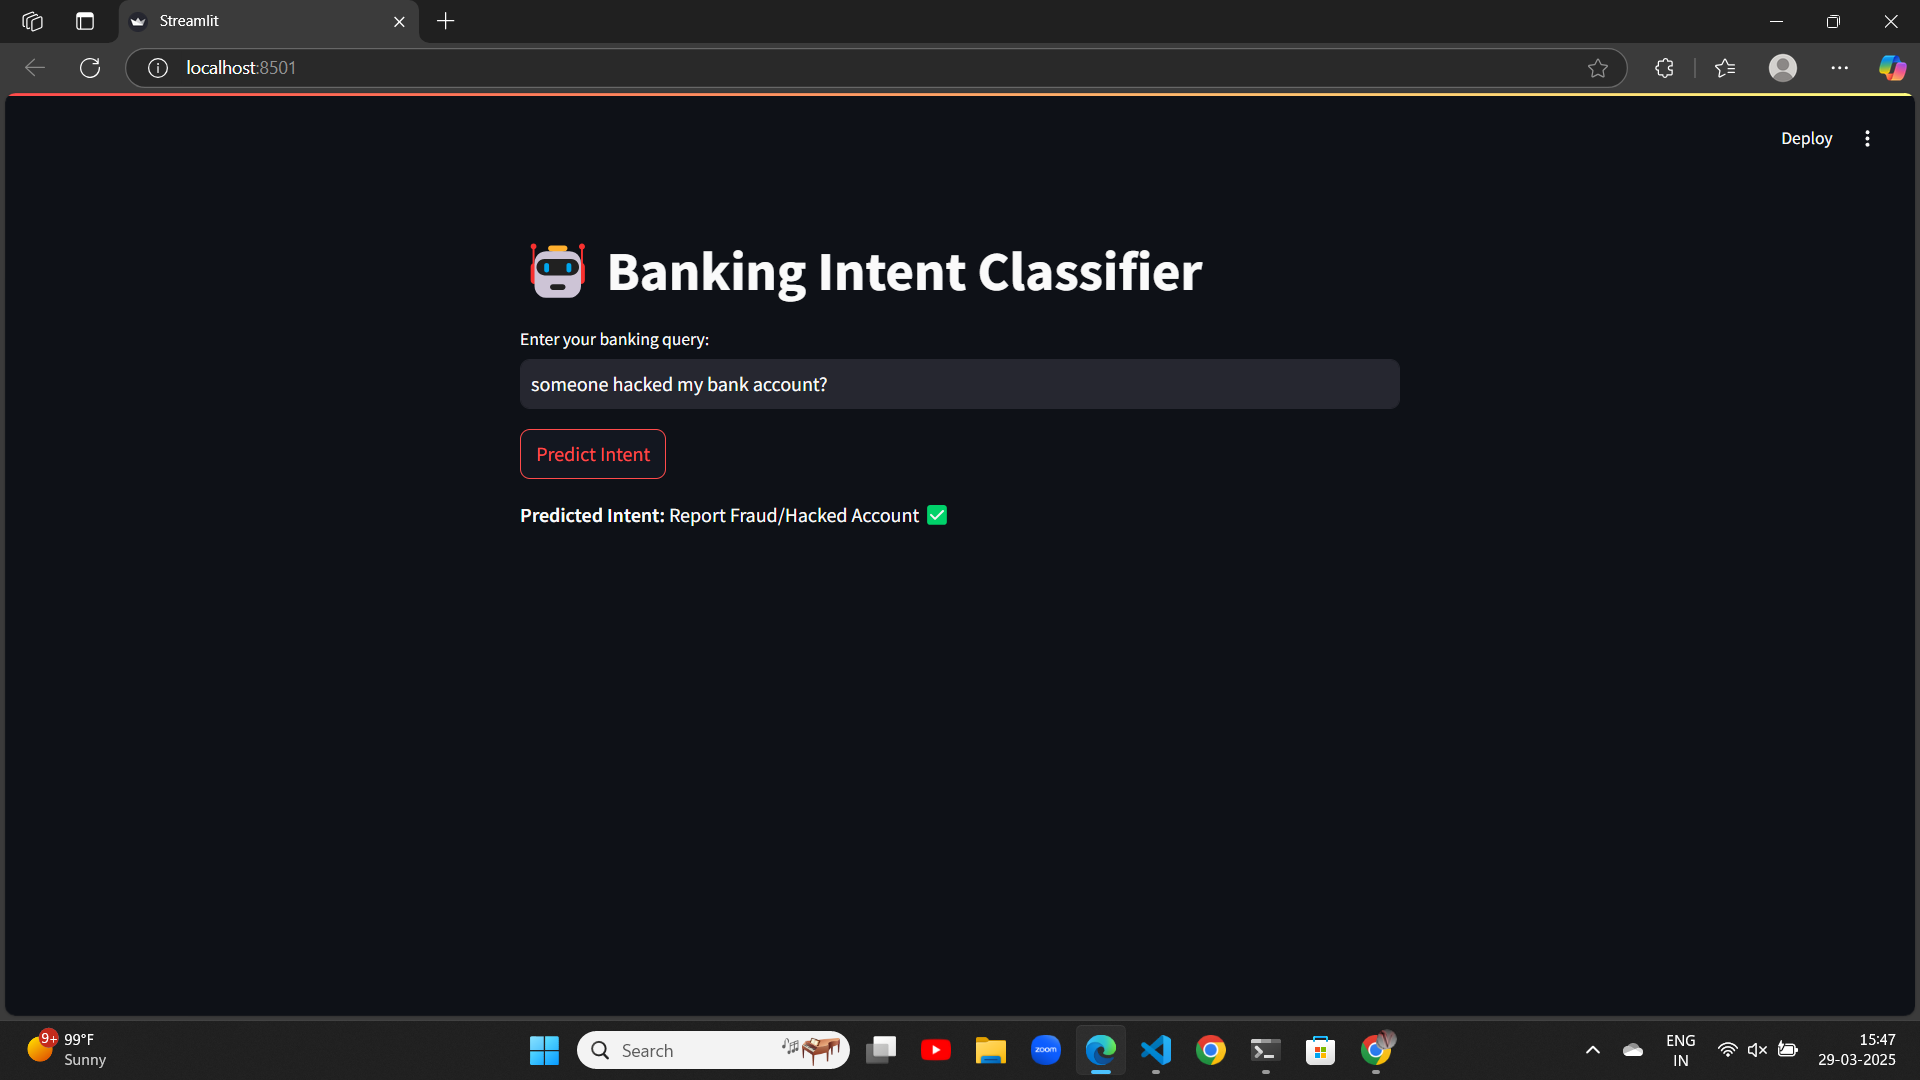 Streamlit
localhost:8501
Deploy
Banking Intent Classifier
Enter your banking query:
someone hacked my bank account?
Predict Intent
Predicted Intent: Report Fraud/Hacked Account
9+
99°F
Sunny
Search
zoom
ENG
IN
15:47
29-03-2025